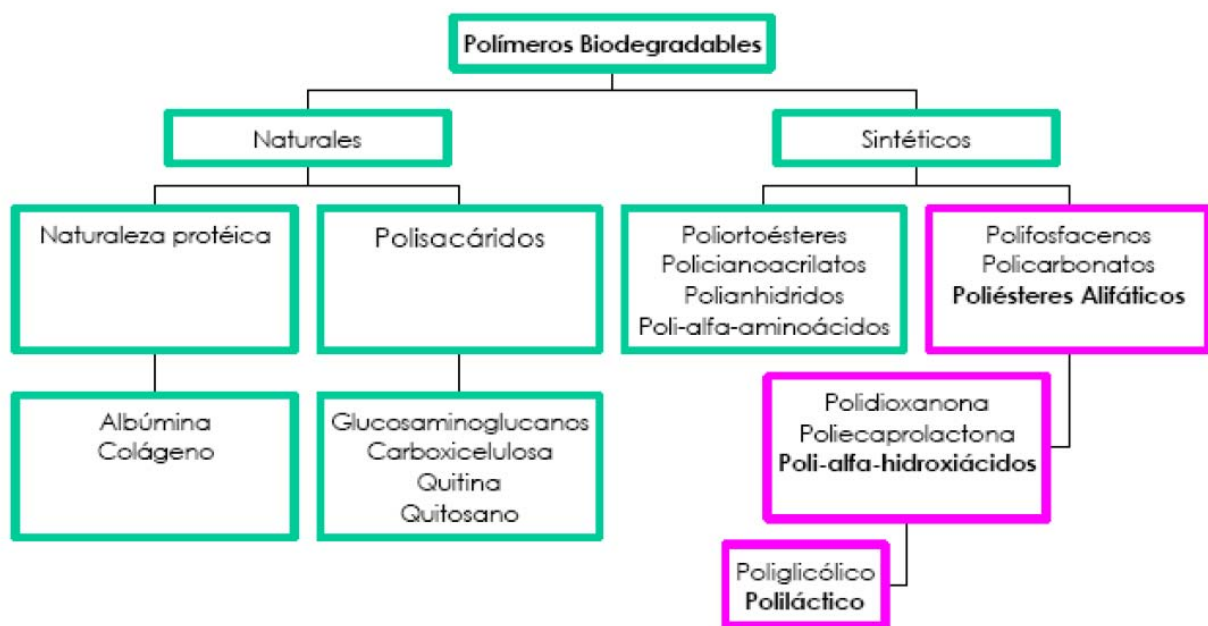 Polímeros Biodegradables
Naturales
Sintéticos
Naturaleza protéica
Polisacáridos
Poliortoésteres
Policianoacrilatos
Polianhidridos
Poli-alfa-aminoácidos
Polifosfacenos
Policarbonatos
Poliésteres Alifáticos
Albúmina
Colágeno
Glucosaminoglucanos
Carboxicelulosa
Quitina
Quitosano
Polidioxanona
Poliecaprolactona
Poli-alfa-hidroxiácidos
Poliglicólico
Poliláctico